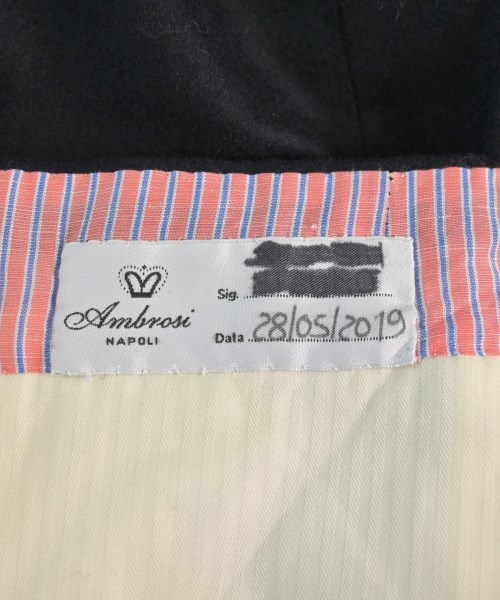 Ambrosi
NAPOLI
Sig.
Data 28/05/2019